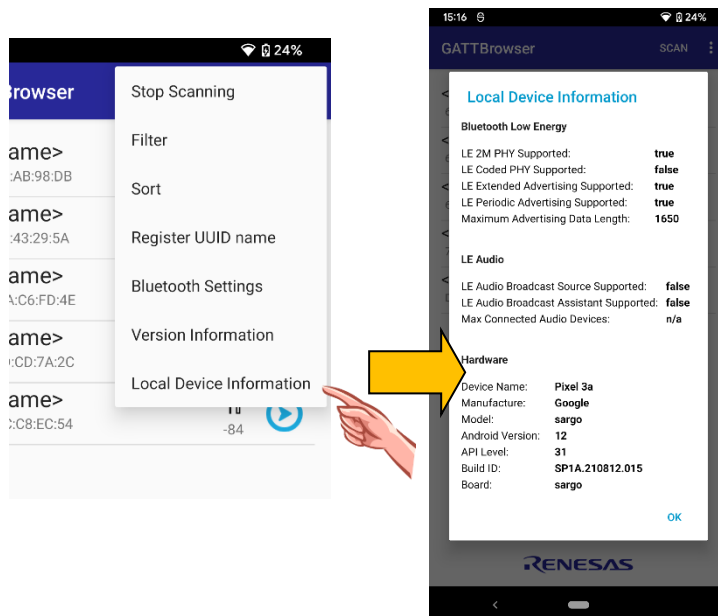 24%
Browser
ame>
:AB:98:DB
ame>
:43:29:5A
ame>
A:C6:FD:4E
ame>
:CD:7A:2C
ame>
C:C8:EC:54
-84
Stop Scanning
Filter
Sort
Register UUID name
Bluetooth Settings
Version Information
Local Device Information
15:16
24%
GATTBrowser
SCAN
Local Device Information
Bluetooth Low Energy
LE 2M PHY Supported: true
LE Coded PHY Supported: false
LE Extended Advertising Supported: true
LE Periodic Advertising Supported: true
Maximum Advertising Data Length: 1650
LE Audio
LE Audio Broadcast Source Supported: false
LE Audio Broadcast Assistant Supported: false
Max Connected Audio Devices: n/a
Hardware
Device Name: Pixel 3a
Manufacture: Google
Model: sargo
Android Version: 12
API Level: 31
Build ID: SP1A.210812.015
Board: sargo
OK
RENESAS